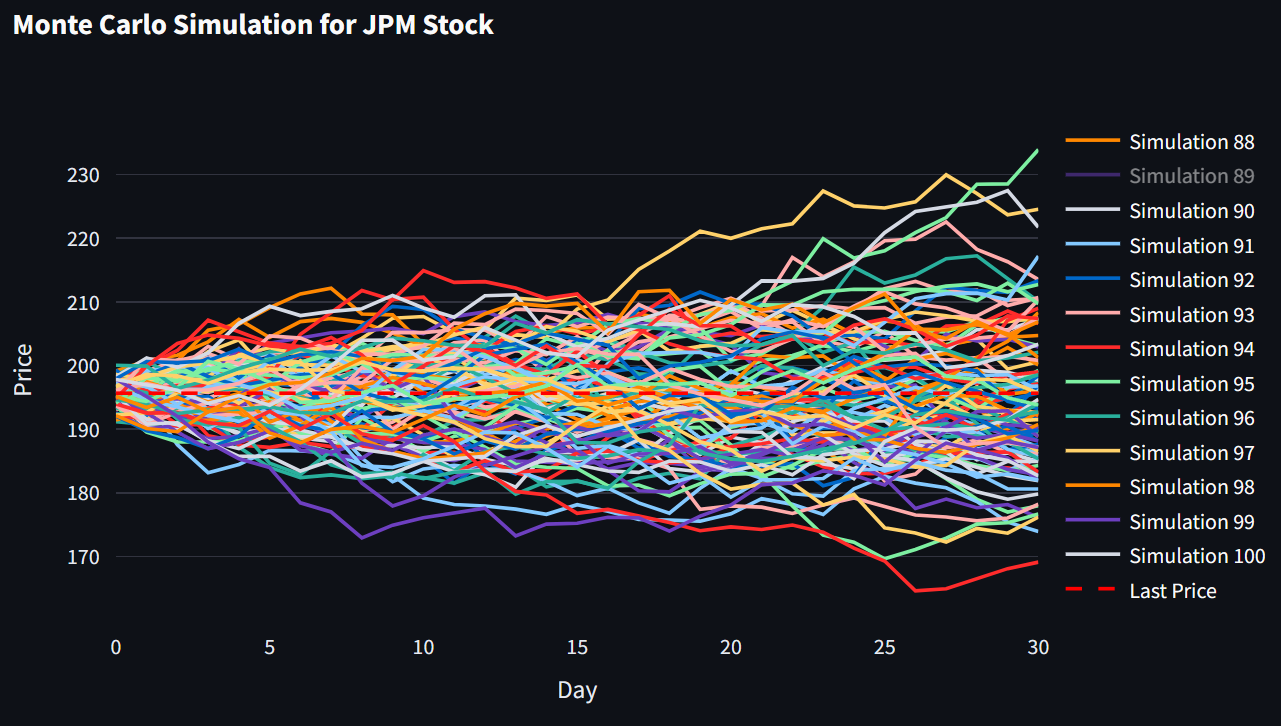 Monte Carlo Simulation for JPM Stock
Simulation 88
Simulation 89
Simulation 90
Simulation 91
Simulation 92
Simulation 93
Simulation 94
Simulation 95
Simulation 96
Simulation 97
Simulation 98
Simulation 99
Simulation 100
Last Price
230
220
210
200
190
180
170
Price
0 5 10 15 20 25 30
Day